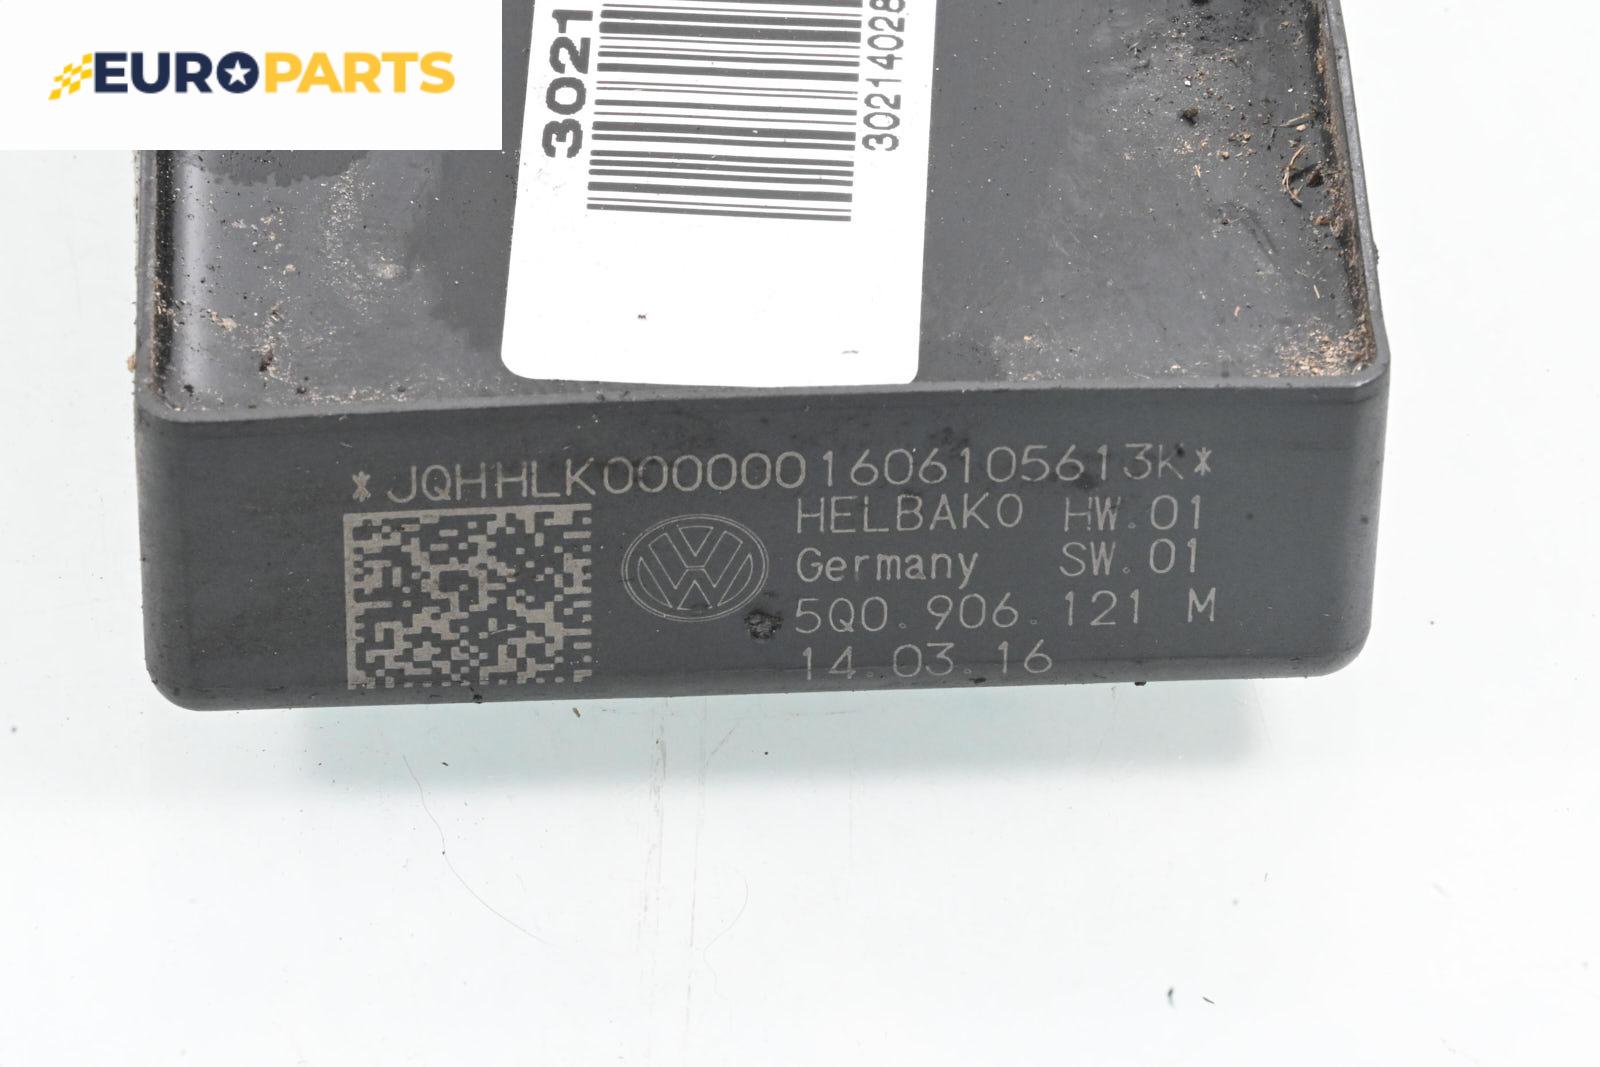 EUROPARTS
3021
30214028
*JQHHLK0000001606105613K*
HELBAKO HW.01
Germany SW.01
5Q0.906.121 M
14.03.16